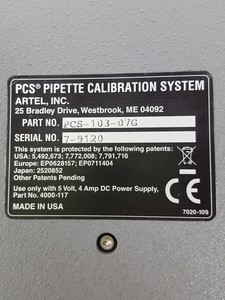 PCS® PIPETTE CALIBRATION SYSTEM
ARTEL, INC.
25 Bradley Drive, Westbrook, ME 04092
PART NO. PCS-103-07G
SERIAL NO. 7-9120
This system is protected by the following patents:
USA: 5,492,673; 7,772,008; 7,791,716
Europe: EP0628157; EP0711404
Japan: 2520852
Other Patents Pending
Use only with 5 Volt, 4 Amp DC Power Supply,
Part No. 4000-117
MADE IN USA
CE
7020-109